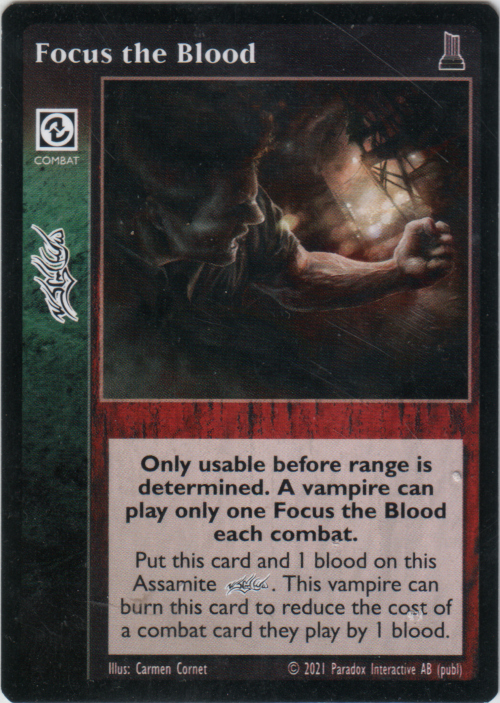 Focus the Blood
COMBAT
Only usable before range is
determined. A vampire can
play only one Focus the Blood
each combat.
Put this card and 1 blood on this
Assamite . This vampire can
burn this card to reduce the cost of
a combat card they play by 1 blood.
Illus: Carmen Cornet © 2021 Paradox Interactive AB (publ)